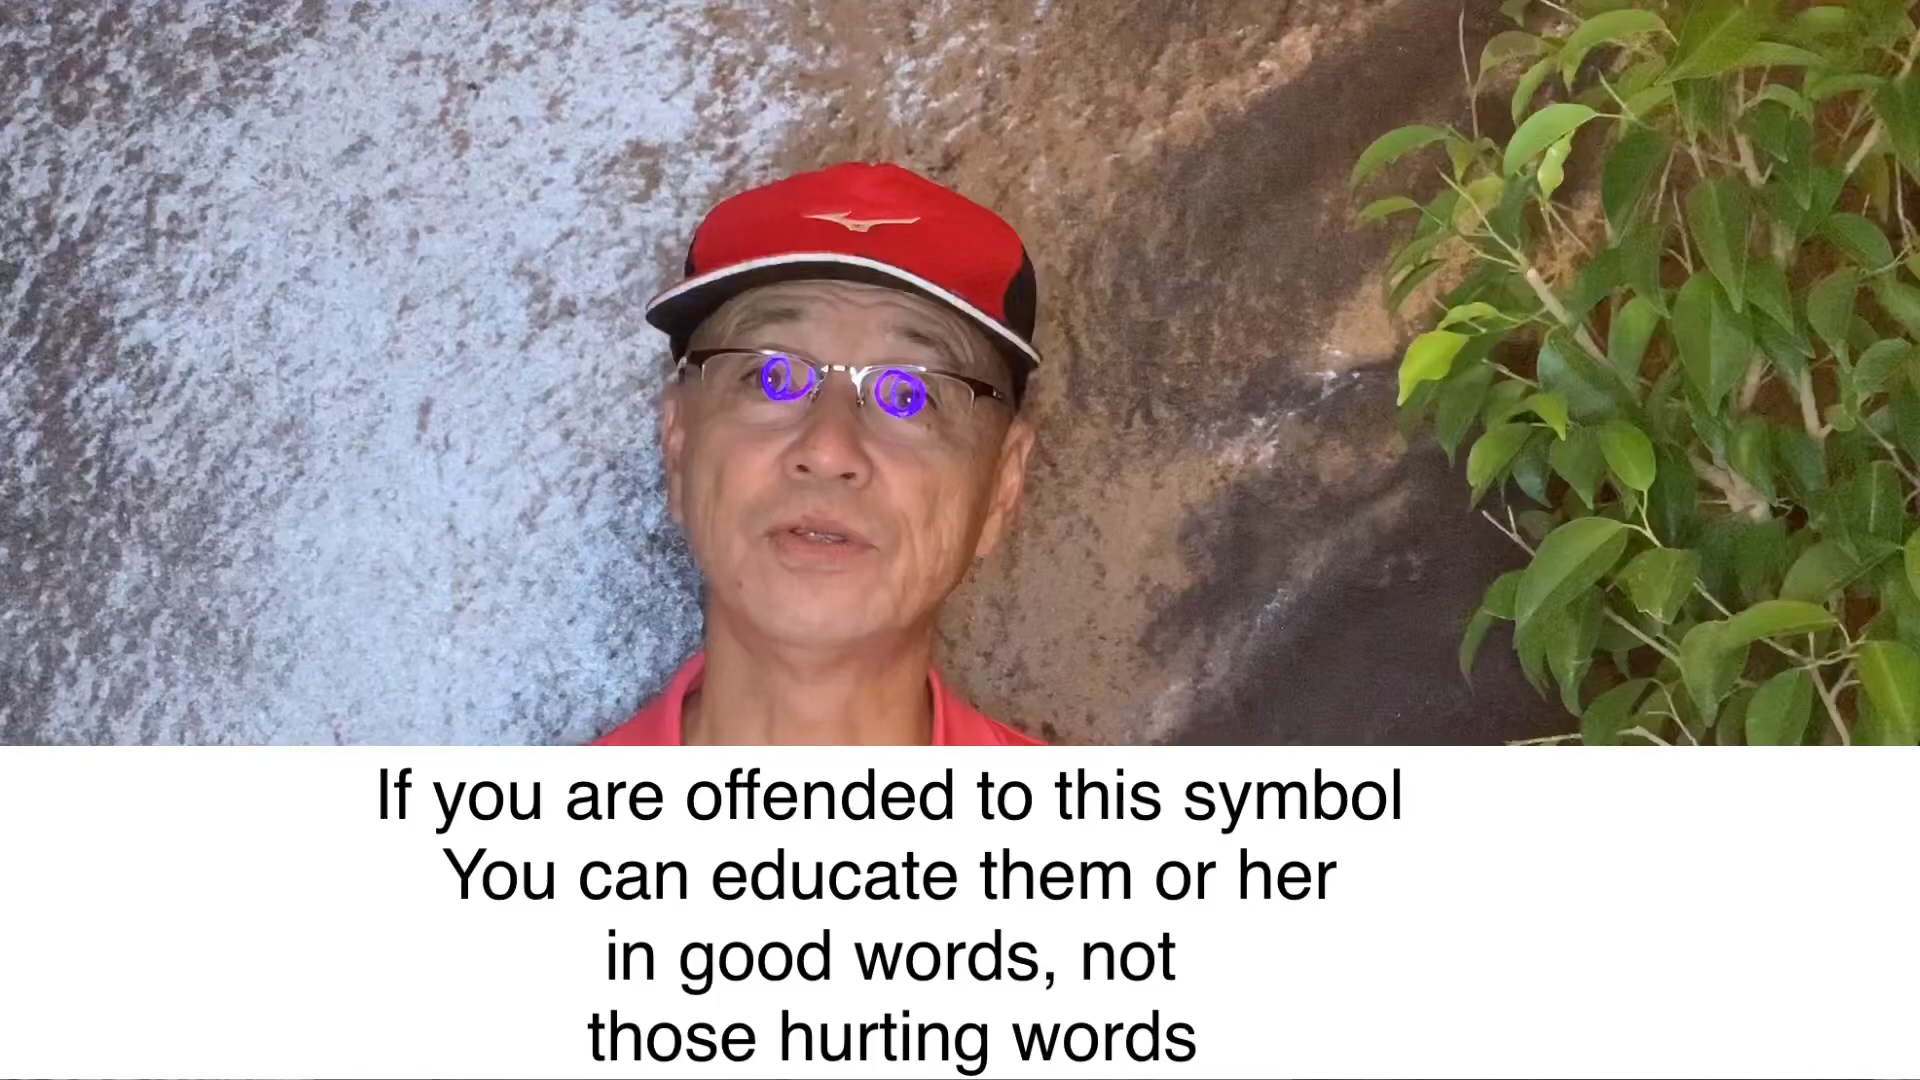 If you are offended to this symbol
You can educate them or her
in good words, not
those hurting words